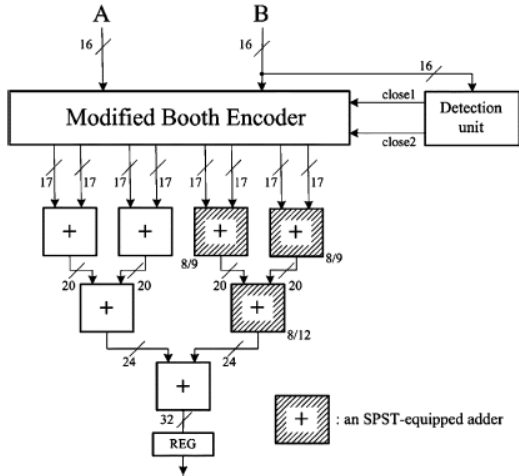 A B
16 16 16
close1
Modified Booth Encoder
Detection
unit
close2
17 17 17 17 17 17 17 17
+ + + +
8/9 8/9
20 20 20 20
+ +
8/12
24 24
+
32
+ : an SPST-equipped adder
REG